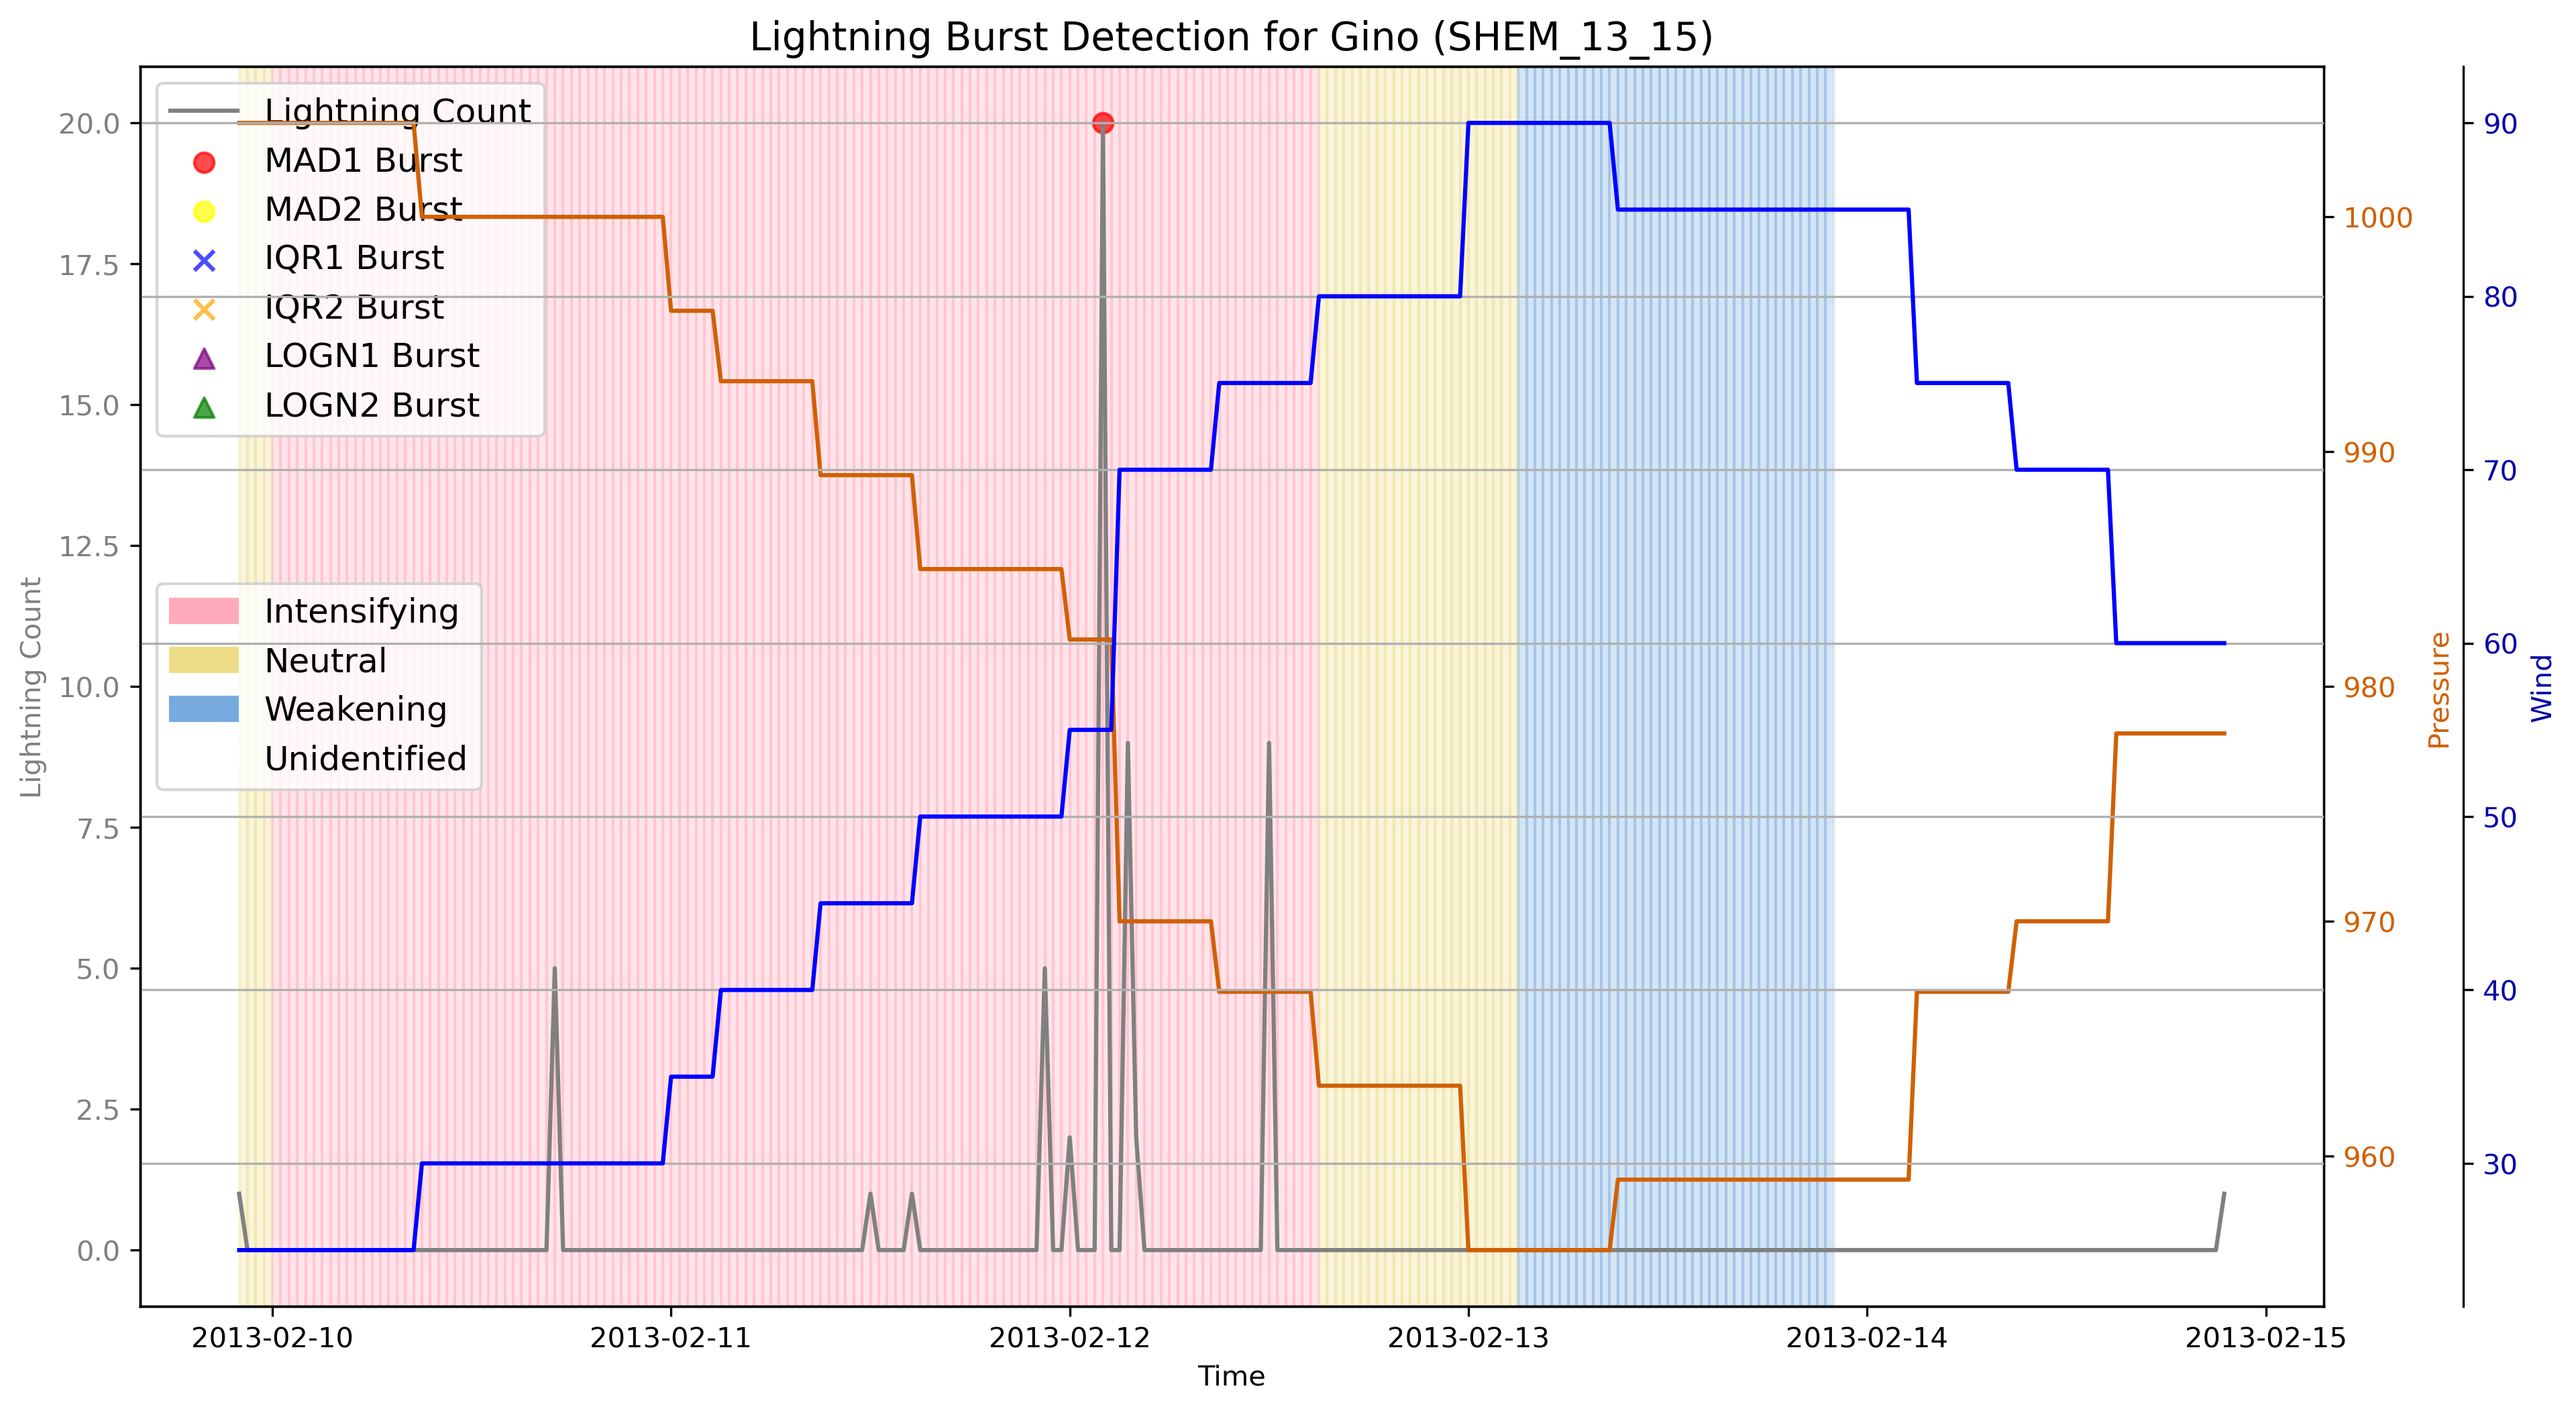 Lightning Burst Detection for Gino (SHEM_13_15)
Lightning Count
MAD1 Burst
MAD2 Burst
IQR1 Burst
IQR2 Burst
LOGN1 Burst
LOGN2 Burst
Intensifying
Neutral
Weakening
Unidentified
Lightning Count
20.0
17.5
15.0
12.5
10.0
7.5
5.0
2.5
0.0
1000
990
980
970
960
Pressure
90
80
70
60
50
40
30
Wind
2013-02-10
2013-02-11
2013-02-12
2013-02-13
2013-02-14
2013-02-15
Time